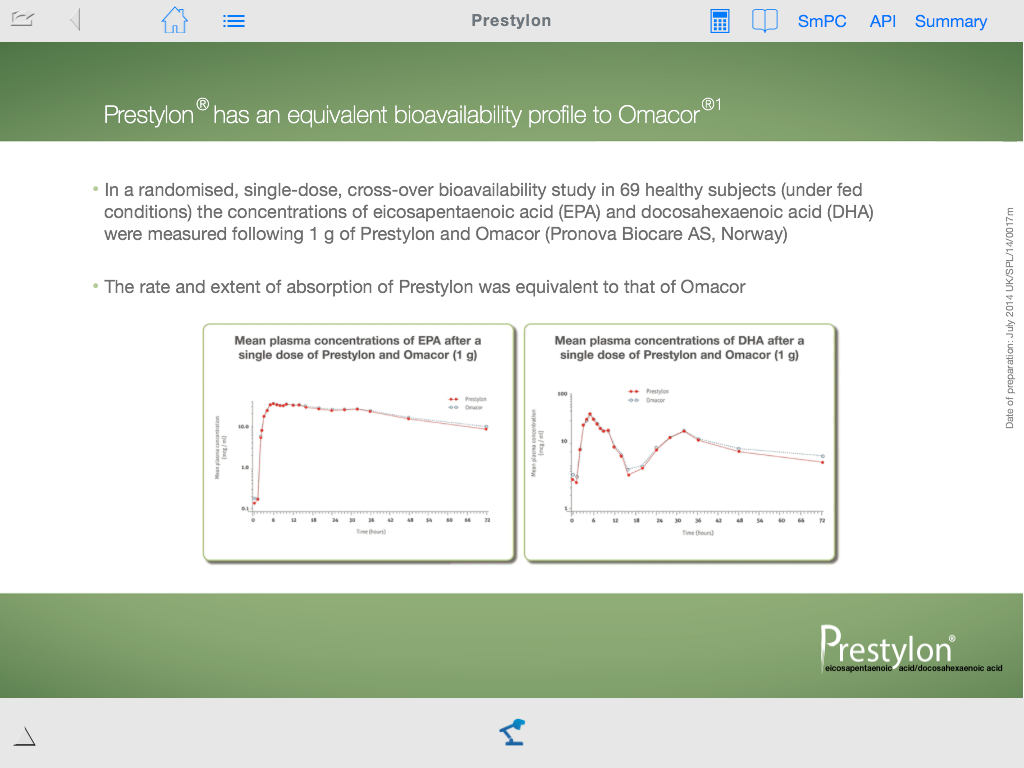 Prestylon
SmPC
API
Summary
Prestylon® has an equivalent bioavailability profile to Omacor®1
• In a randomised, single-dose, cross-over bioavailability study in 69 healthy subjects (under fed
conditions) the concentrations of eicosapentaenoic acid (EPA) and docosahexaenoic acid (DHA)
were measured following 1 g of Prestylon and Omacor (Pronova Biocare AS, Norway)
• The rate and extent of absorption of Prestylon was equivalent to that of Omacor
Mean plasma concentrations of EPA after a
single dose of Prestylon and Omacor (1 g)
Prestylon
Omacor
Mean plasma concentration
(mcg / ml)
10.0
1.0
0.1
0 6 12 18 24 30 36 42 48 54 60 66 72
Time (hours)
Mean plasma concentrations of DHA after a
single dose of Prestylon and Omacor (1 g)
Prestylon
Omacor
Mean plasma concentration
(mcg / ml)
100
10
1
0 6 12 18 24 30 36 42 48 54 60 66 72
Time (hours)
Date of preparation: July 2014 UK/SPL/14/0017m
Prestylon®
eicosapentaenoic acid/docosahexaenoic acid